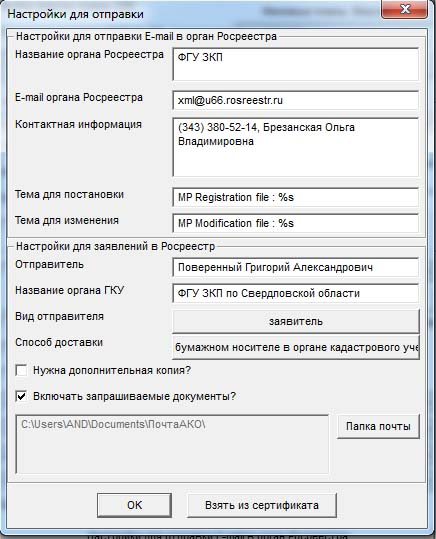 Настройки для отправки
Настройки для отправки E-mail в орган Росреестра
Название органа Росреестра
ФГУ ЗКП
E-mail органа Росреестра
xml@u66.rosreestr.ru
Контактная информация
(343) 380-52-14, Брезанская Ольга
Владимировна
Тема для постановки
MP Registration file : %s
Тема для изменения
MP Modification file : %s
Настройки для заявлений в Росреестр
Отправитель
Поверенный Григорий Александрович
Название органа ГКУ
ФГУ ЗКП по Свердловской области
Вид отправителя
заявитель
Способ доставки
бумажном носителе в органе кадастрового уче
Нужна дополнительная копия?
Включать запрашиваемые документы?
C:\Users\AND\Documents\ПочтаАКО\
Папка почты
OK
Взять из сертификата